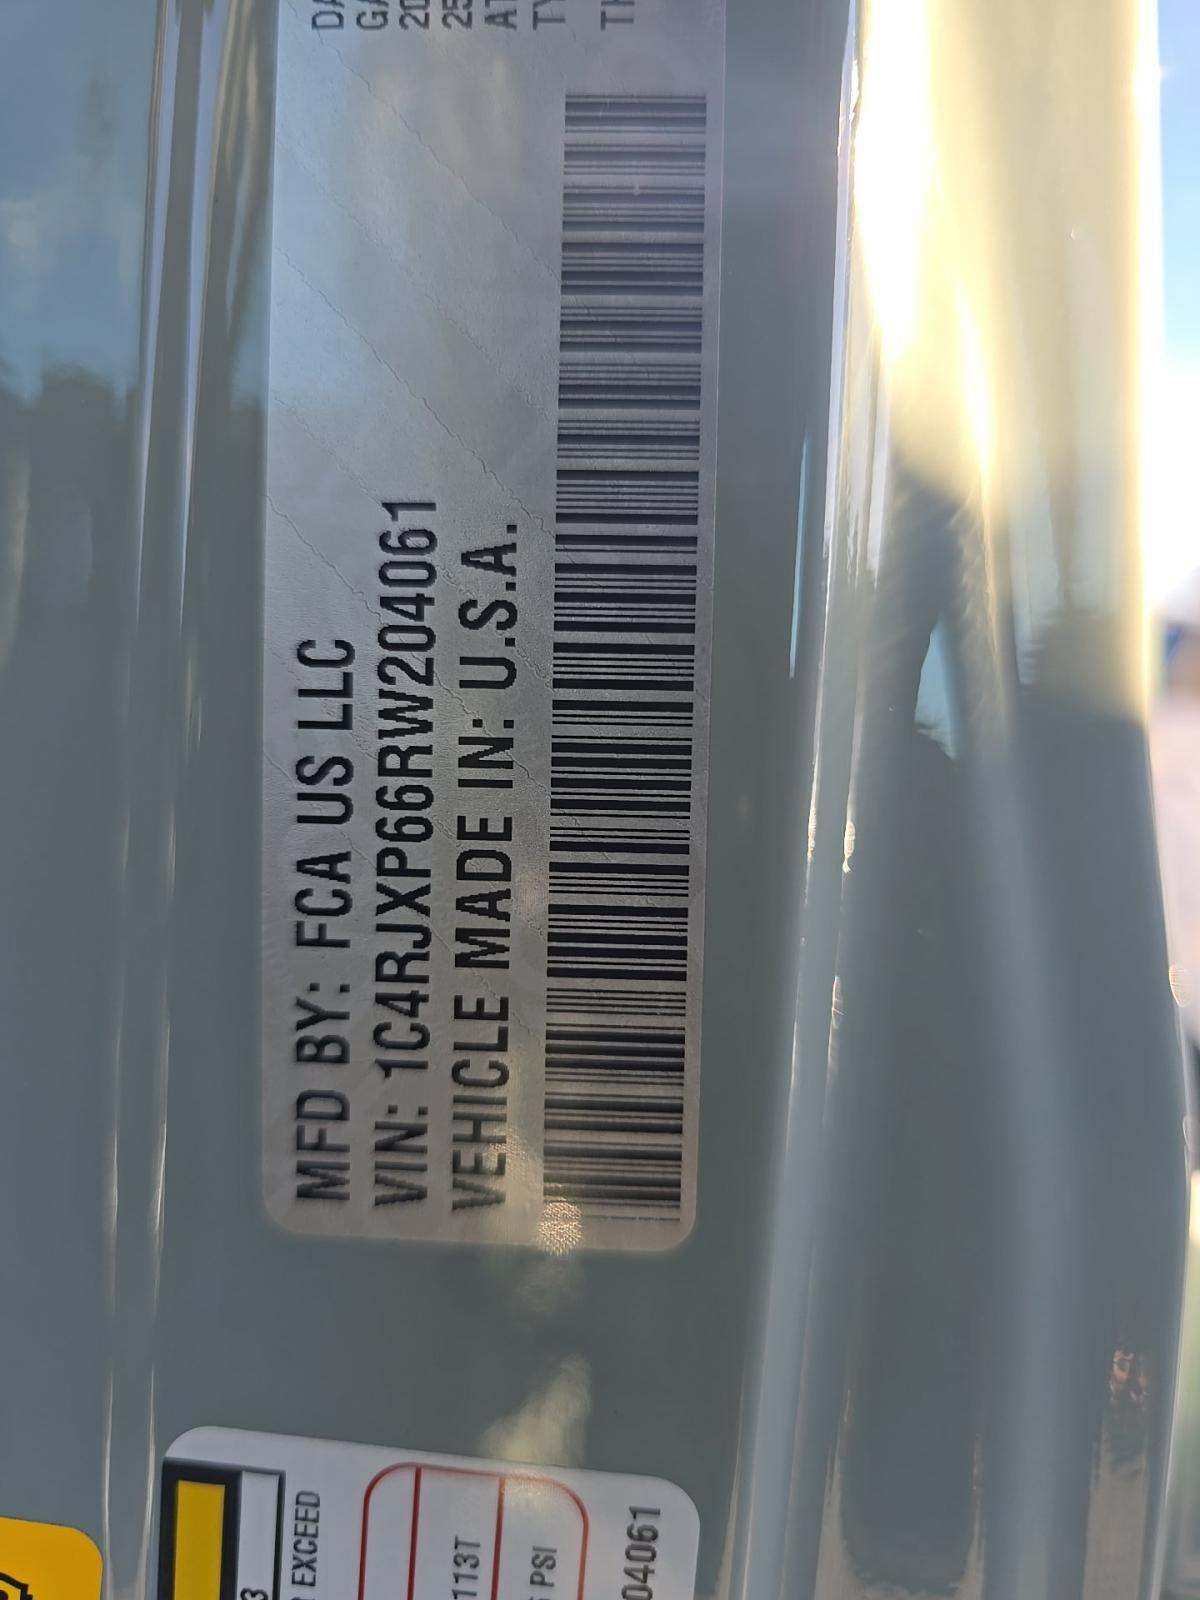 MFD BY: FCA US LLC
VIN: 1C4RJXP66RW204061
VEHICLE MADE IN: U.S.A.
EXCEED
113T
PSI
04061